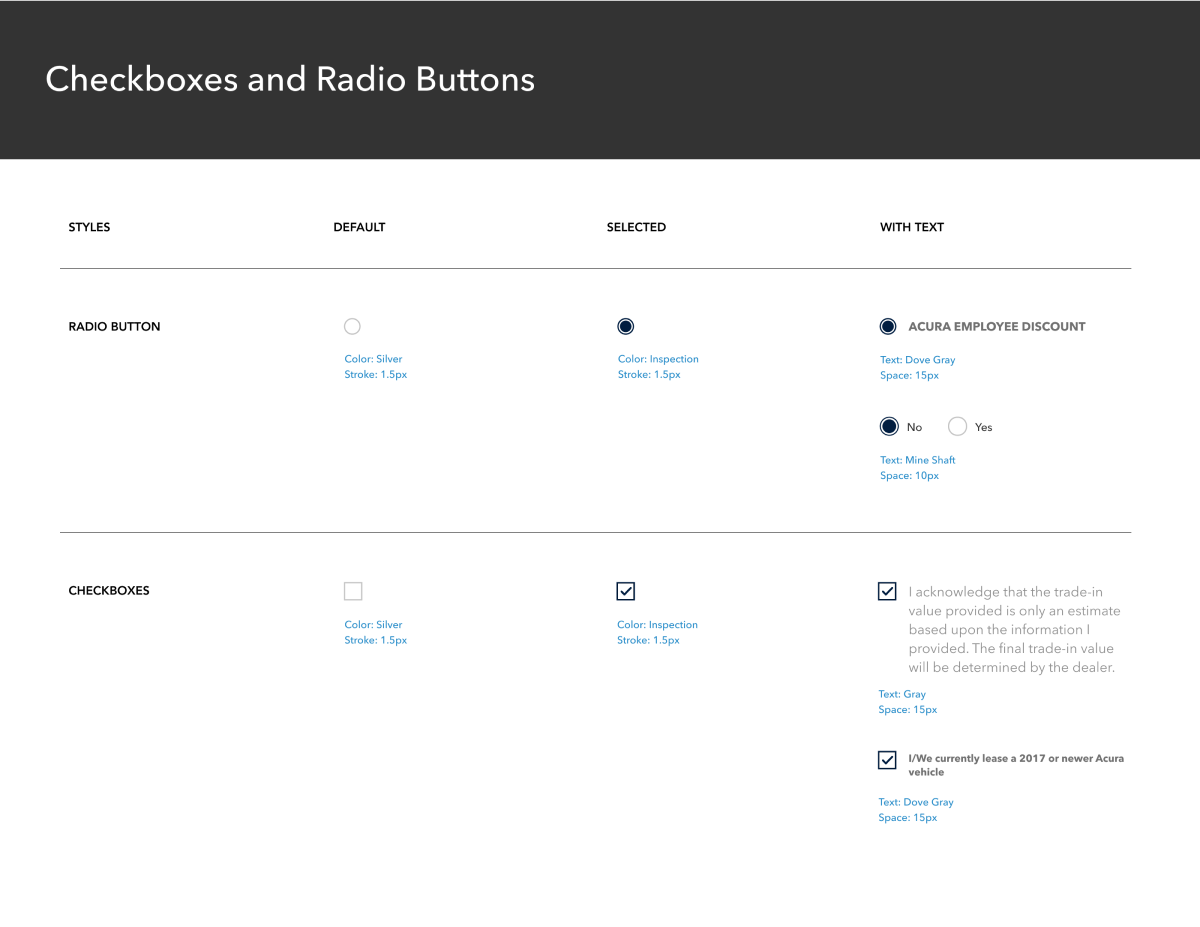 Checkboxes and Radio Buttons
STYLES
DEFAULT
SELECTED
WITH TEXT
RADIO BUTTON
Color: Silver
Stroke: 1.5px
Color: Inspection
Stroke: 1.5px
ACURA EMPLOYEE DISCOUNT
Text: Dove Gray
Space: 15px
No
Yes
Text: Mine Shaft
Space: 10px
CHECKBOXES
Color: Silver
Stroke: 1.5px
Color: Inspection
Stroke: 1.5px
I acknowledge that the trade-in
value provided is only an estimate
based upon the information I
provided. The final trade-in value
will be determined by the dealer.
Text: Gray
Space: 15px
I/We currently lease a 2017 or newer Acura
vehicle
Text: Dove Gray
Space: 15px